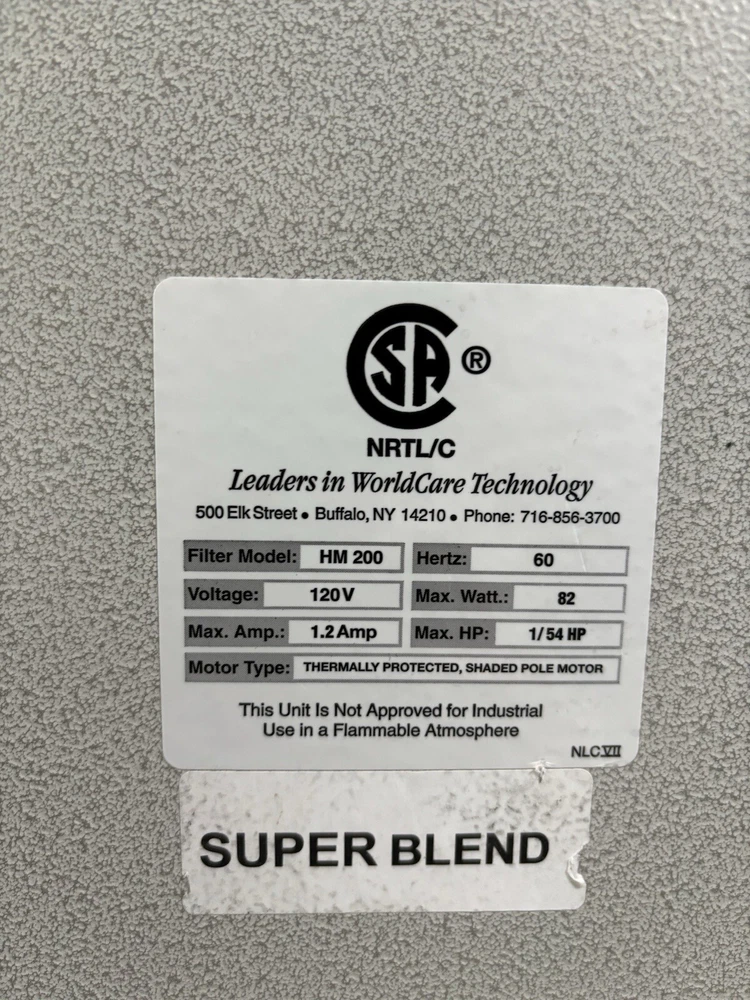 CSA ®
NRTL/C
Leaders in WorldCare Technology
500 Elk Street • Buffalo, NY 14210 • Phone: 716-856-3700
Filter Model: HM 200 Hertz: 60
Voltage: 120V Max. Watt.: 82
Max. Amp.: 1.2 Amp Max. HP: 1/54 HP
Motor Type: THERMALLY PROTECTED, SHADED POLE MOTOR
This Unit Is Not Approved for Industrial
Use in a Flammable Atmosphere
NLC VII
SUPER BLEND